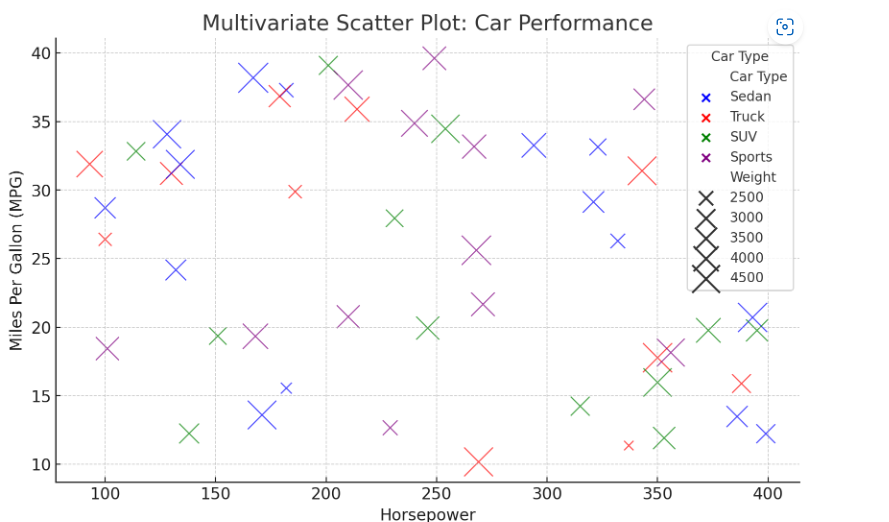 Multivariate Scatter Plot: Car Performance
Miles Per Gallon (MPG)
40
35
30
25
20
15
10
Car Type
Car Type
Sedan
Truck
SUV
Sports
Weight
2500
3000
3500
4000
4500
100 150 200 250 300 350 400
Horsepower